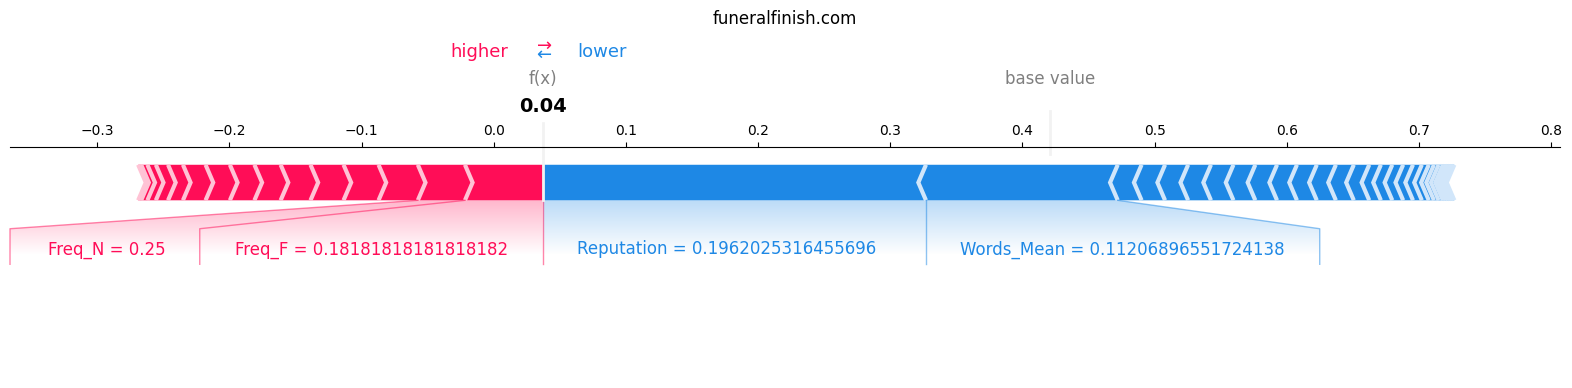 funeralfinish.com
higher ⇄ lower
f(x) base value
0.04
−0.3 −0.2 −0.1 0.0 0.1 0.2 0.3 0.4 0.5 0.6 0.7 0.8
Freq_N = 0.25 Freq_F = 0.18181818181818182 Reputation = 0.1962025316455696 Words_Mean = 0.11206896551724138